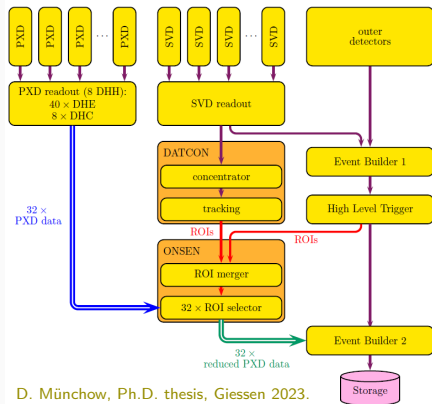 PXD
PXD
PXD
...
PXD
SVD
SVD
SVD
...
SVD
outer
detectors
PXD readout (8 DHH):
40 × DHE
8 × DHC
SVD readout
DATCON
concentrator
tracking
Event Builder 1
High Level Trigger
32 ×
PXD data
ROIs
ROIs
ONSEN
ROI merger
32 × ROI selector
32 ×
reduced PXD data
Event Builder 2
Storage
D. Münchow, Ph.D. thesis, Giessen 2023.